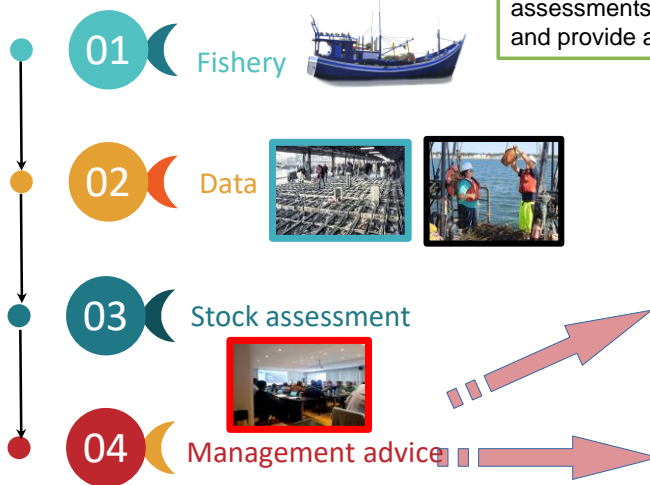 assessments
and provide a
01
Fishery
02
Data
03
Stock assessment
04
Management advice